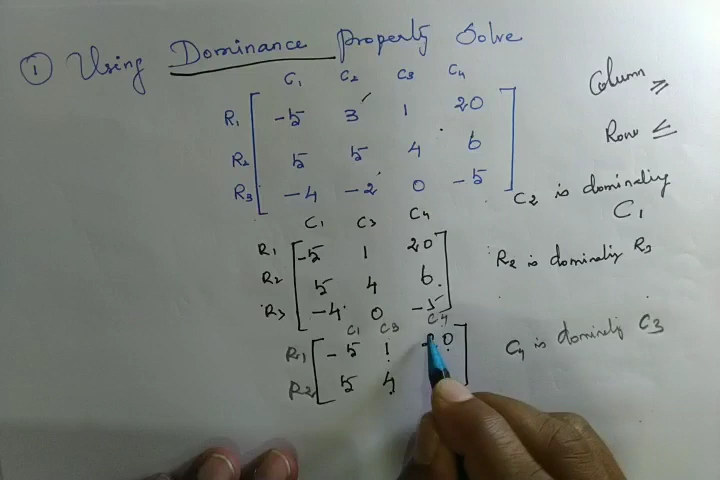 ① Using Dominance Property Solve
C1 C2 C3 C4
R1 -5 3 1 20
R2 5 5 4 6
R3 -4 -2 0 -5
Column ≥
Row ≤
C2 is dominating C1
C1 C3 C4
R1 -5 1 20
R2 5 4 6
R3 -4 0 -5
R2 is dominatig R3
C1 C3 C4
R1 -5 1 20
R2 5 4
C4 is dominatig C3